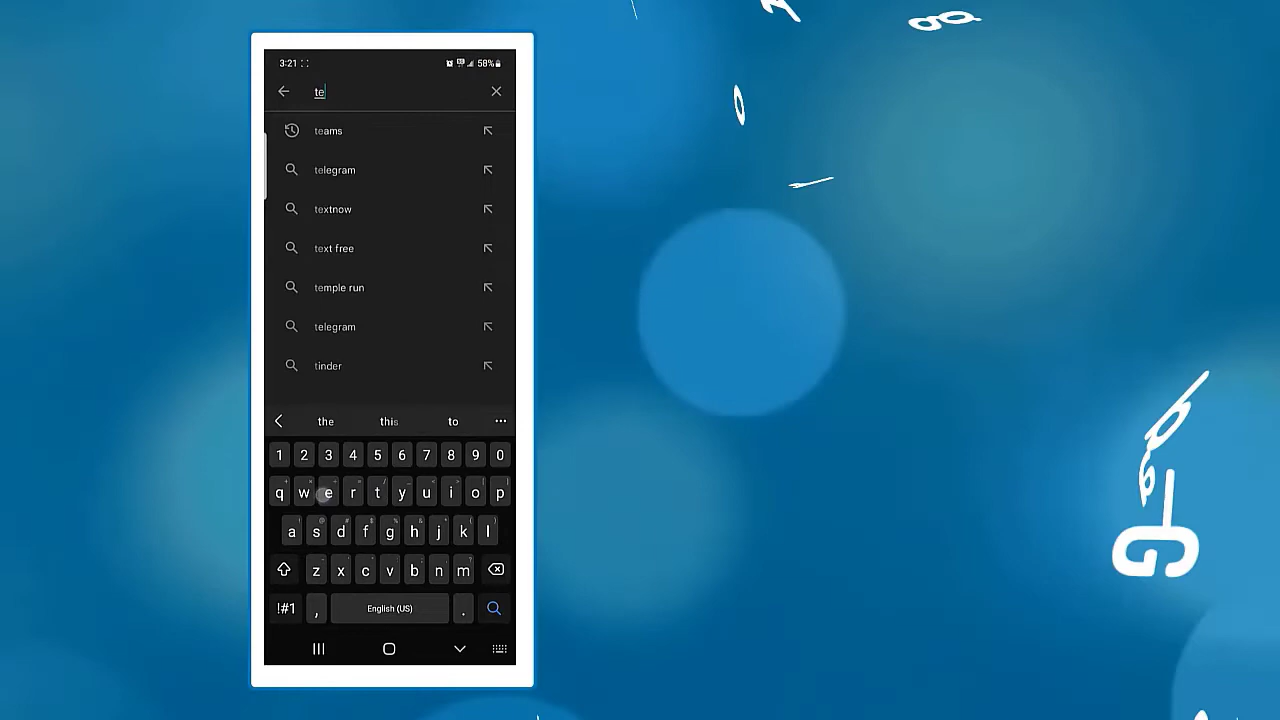 3:21
58%
te
teams
telegram
textnow
text free
temple run
telegram
tinder
the this to
1 2 3 4 5 6 7 8 9 0
q w e r t y u i o p
a s d f g h j k l
z x c v b n m
!#1 , English (US) .